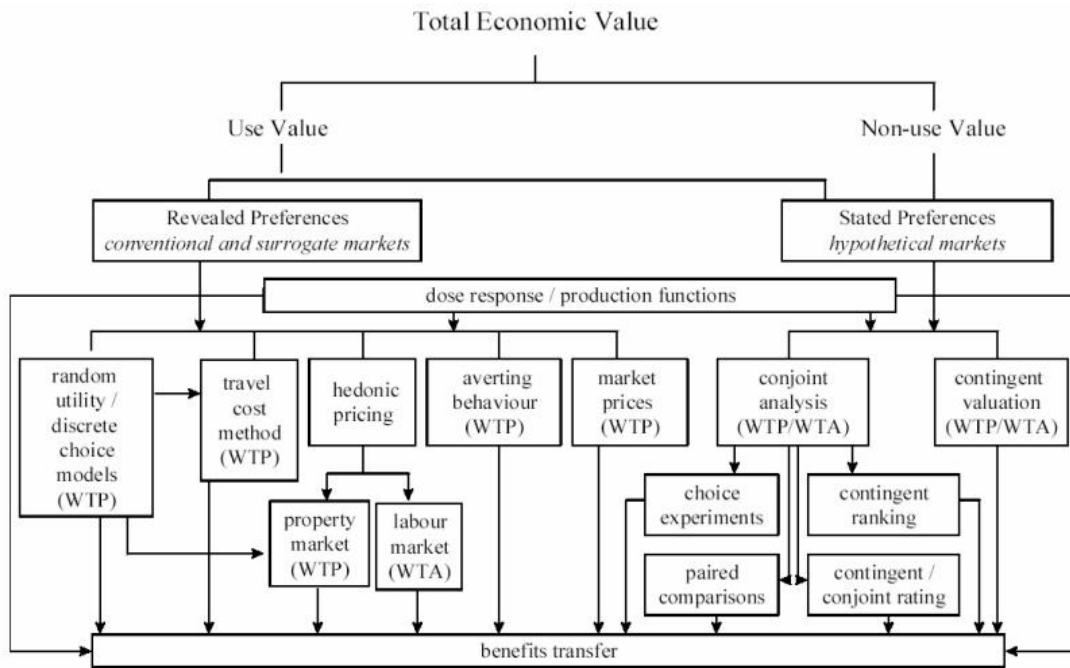 Total Economic Value
Use Value
Non-use Value
Revealed Preferences
conventional and surrogate markets
Stated Preferences
hypothetical markets
dose response / production functions
random
utility /
discrete
choice
models
(WTP)
travel
cost
method
(WTP)
hedonic
pricing
averting
behaviour
(WTP)
market
prices
(WTP)
conjoint
analysis
(WTP/WTA)
contingent
valuation
(WTP/WTA)
property
market
(WTP)
labour
market
(WTA)
choice
experiments
contingent
ranking
paired
comparisons
contingent /
conjoint rating
benefits transfer